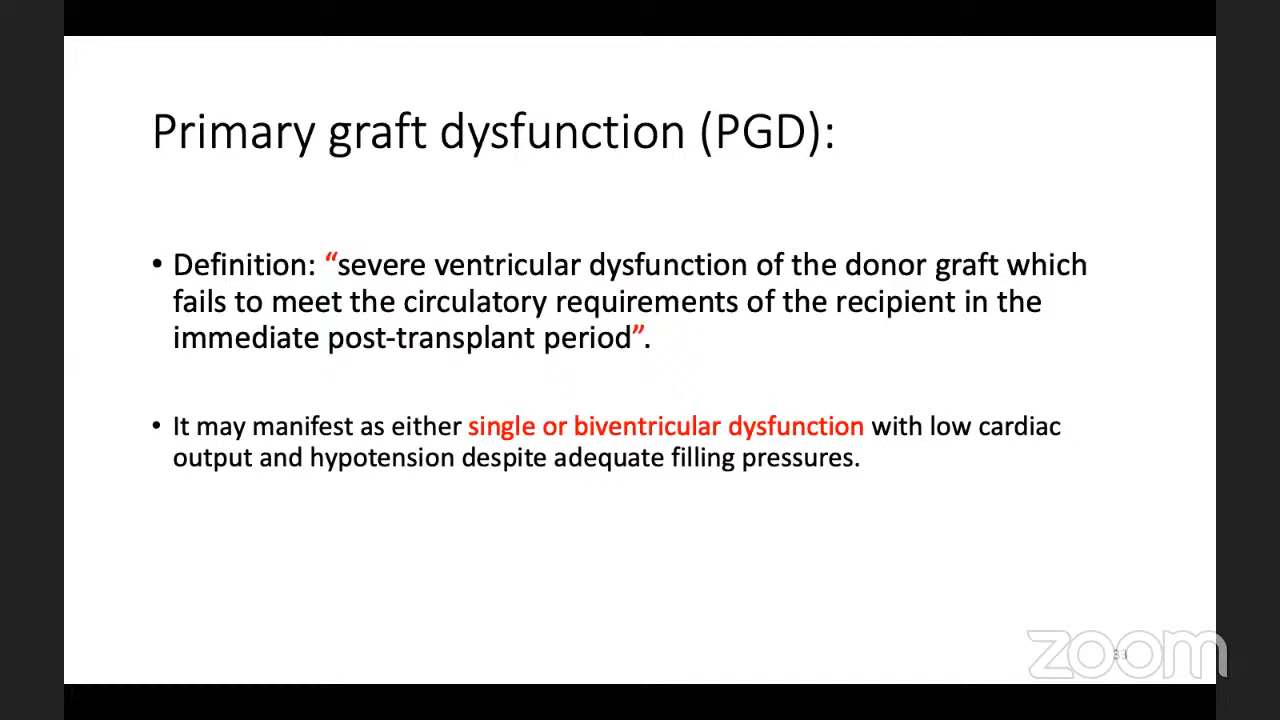 Primary graft dysfunction (PGD):
• Definition: “severe ventricular dysfunction of the donor graft which
fails to meet the circulatory requirements of the recipient in the
immediate post-transplant period”.
• It may manifest as either single or biventricular dysfunction with low cardiac
output and hypotension despite adequate filling pressures.
33
zoom